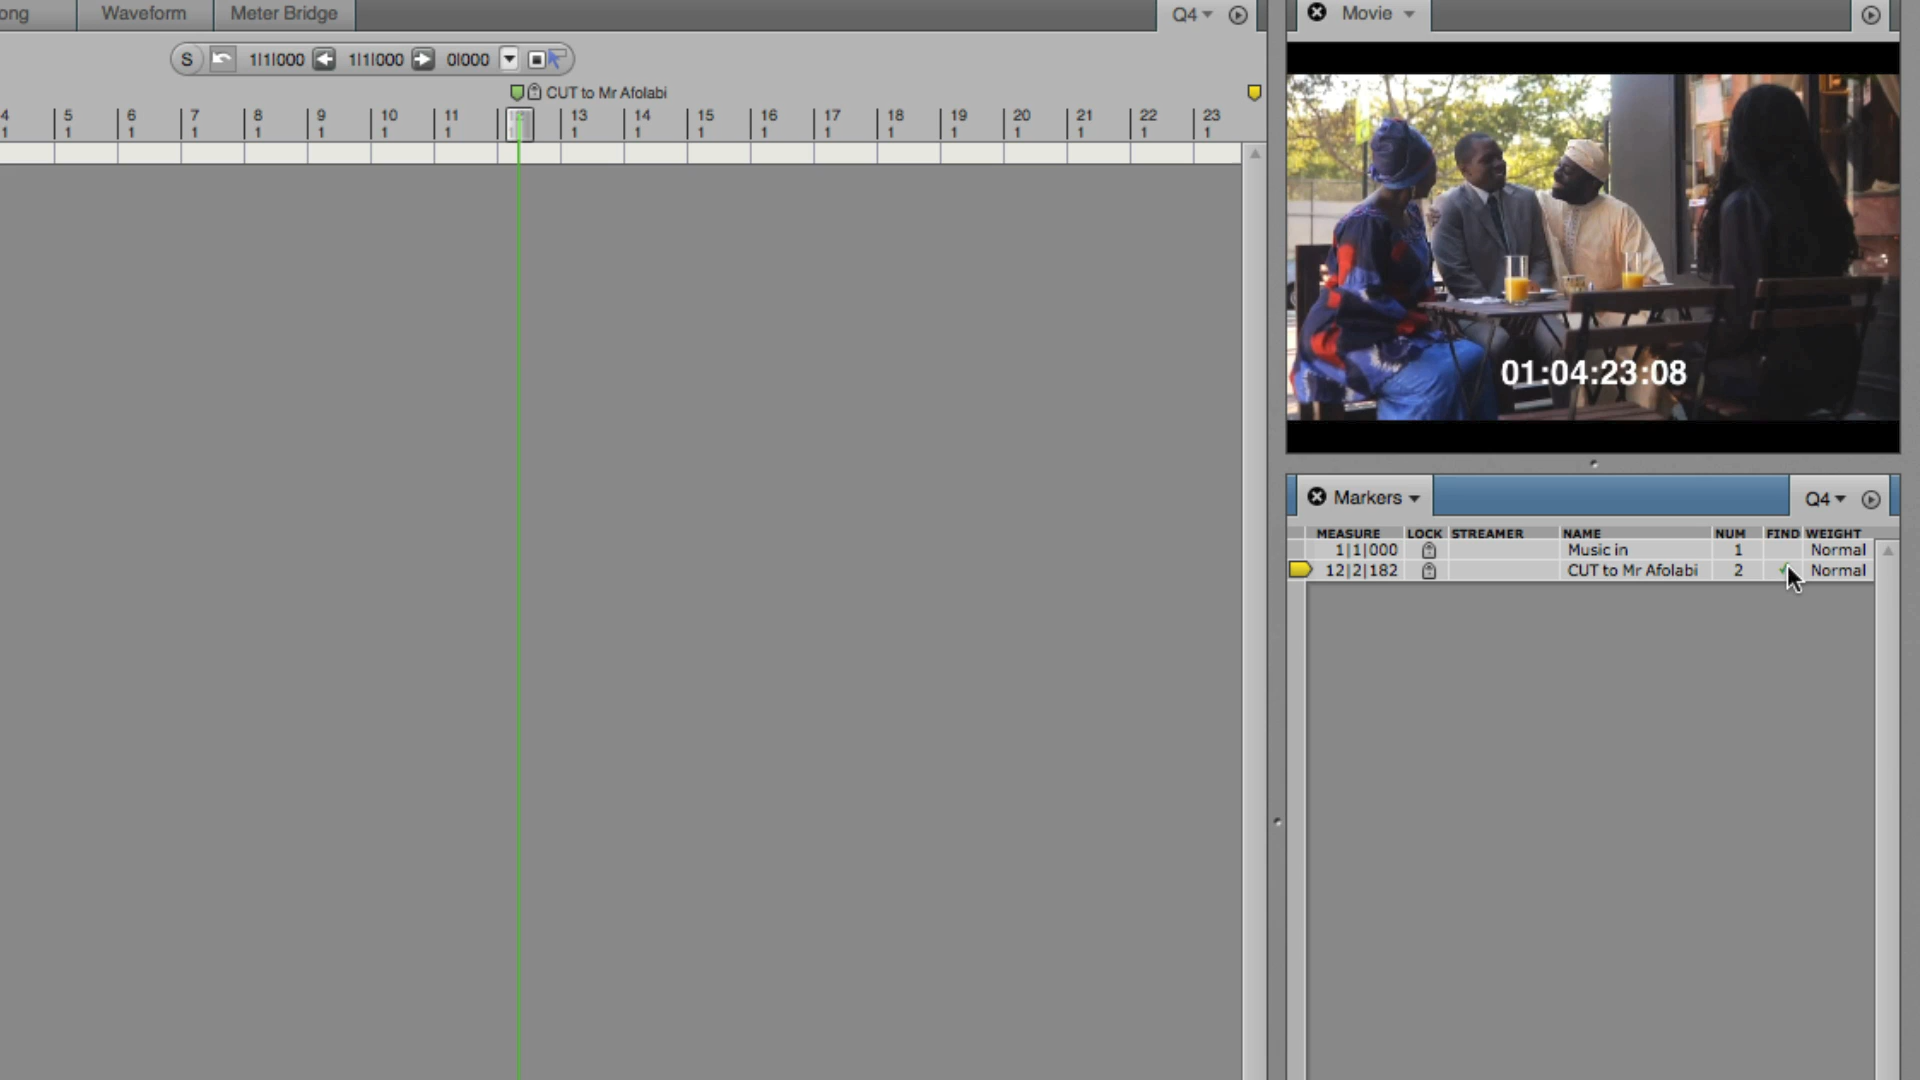 ong Waveform Meter Bridge Q4 Movie
S 1|1|000 1|1|000 0|000
CUT to Mr Afolabi
4 5 6 7 8 9 10 11 12 13 14 15 16 17 18 19 20 21 22 23
1 1 1 1 1 1 1 1 1 1 1 1 1 1 1 1 1 1 1 1
01:04:23:08
Markers Q4
MEASURE LOCK STREAMER NAME NUM FIND WEIGHT
1|1|000 Music in 1 Normal
12|2|182 CUT to Mr Afolabi 2 Normal